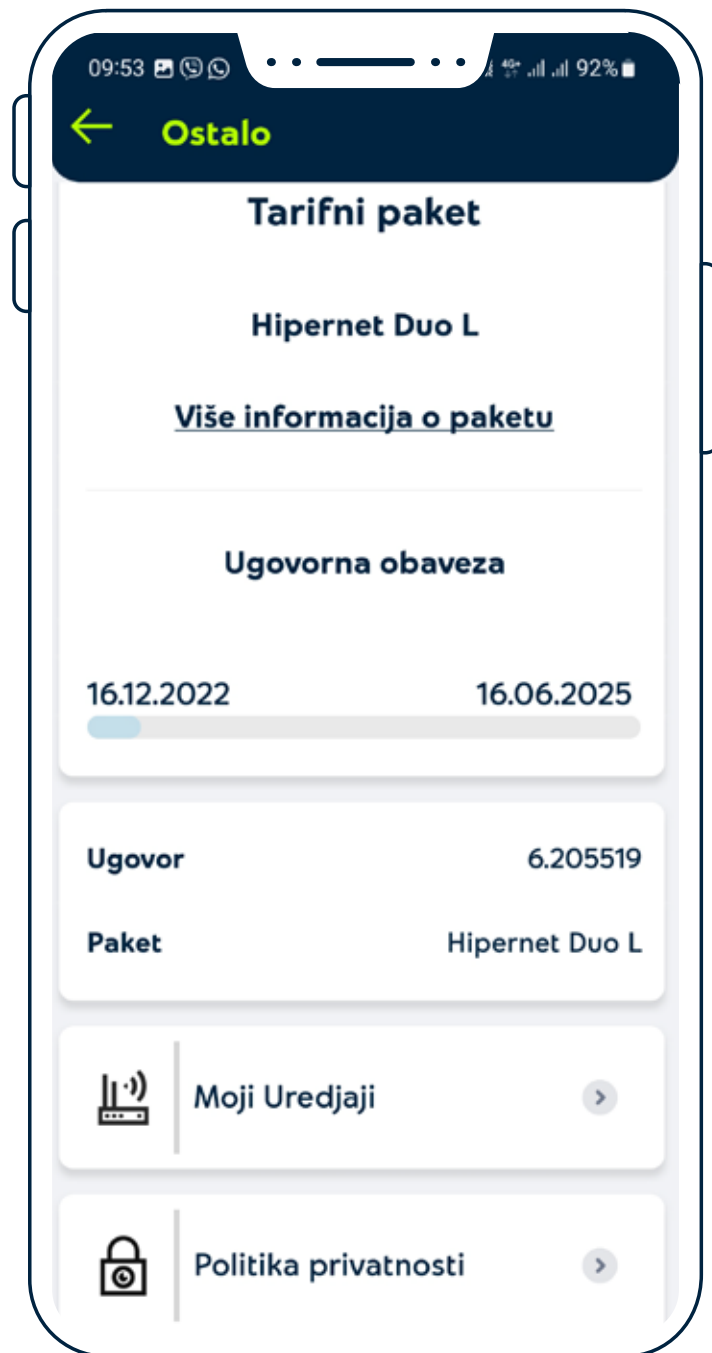 09:53 4G+ 92%
Ostalo
Tarifni paket
Hipernet Duo L
Više informacija o paketu
Ugovorna obaveza
16.12.2022 16.06.2025
Ugovor 6.205519
Paket Hipernet Duo L
Moji Uredjaji
Politika privatnosti